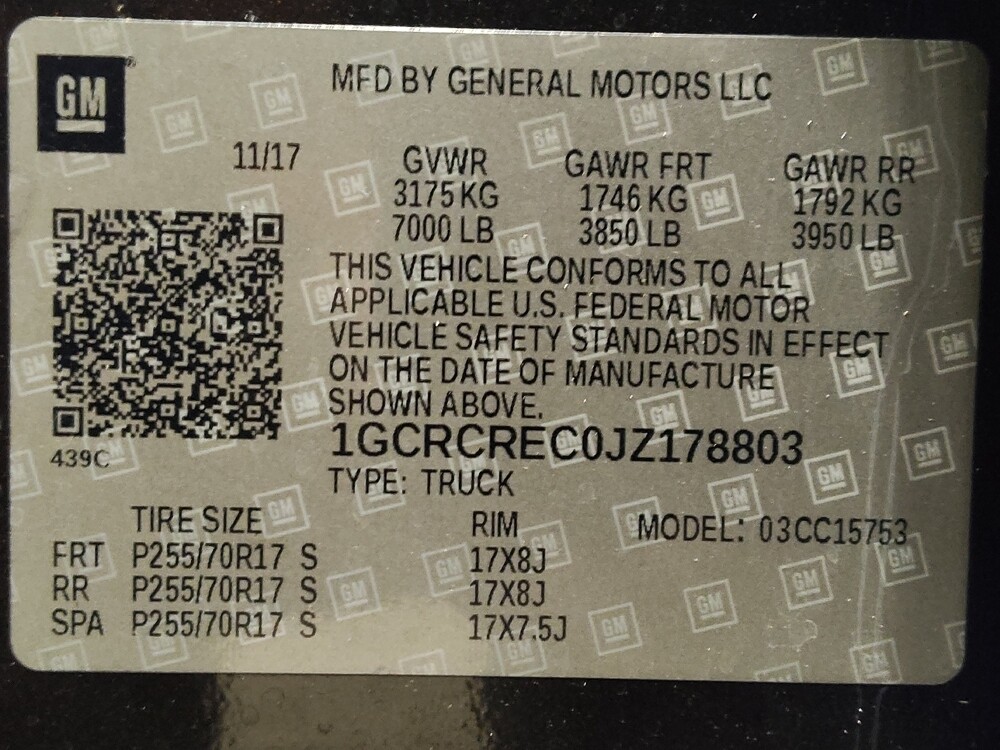 GM
MFD BY GENERAL MOTORS LLC
11/17 GVWR GAWR FRT GAWR RR
3175 KG 1746 KG 1792 KG
7000 LB 3850 LB 3950 LB
THIS VEHICLE CONFORMS TO ALL
APPLICABLE U.S. FEDERAL MOTOR
VEHICLE SAFETY STANDARDS IN EFFECT
ON THE DATE OF MANUFACTURE
SHOWN ABOVE.
1GCRCREC0JZ178803
439C
TYPE: TRUCK
TIRE SIZE RIM MODEL: 03CC15753
FRT P255/70R17 S 17X8J
RR P255/70R17 S 17X8J
SPA P255/70R17 S 17X7.5J